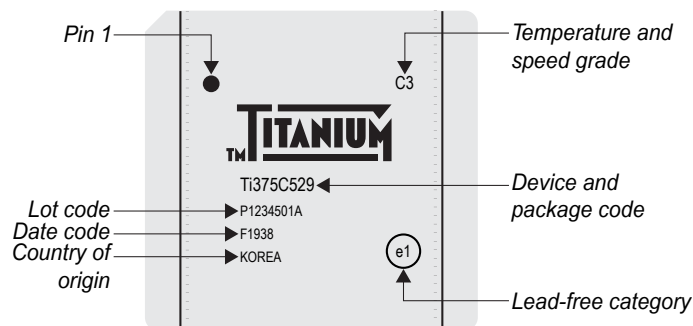 Pin 1
Temperature and
speed grade
C3
TM TITANIUM
Ti375C529
Device and
package code
Lot code
P1234501A
Date code
F1938
Country of
origin
KOREA
e1
Lead-free category